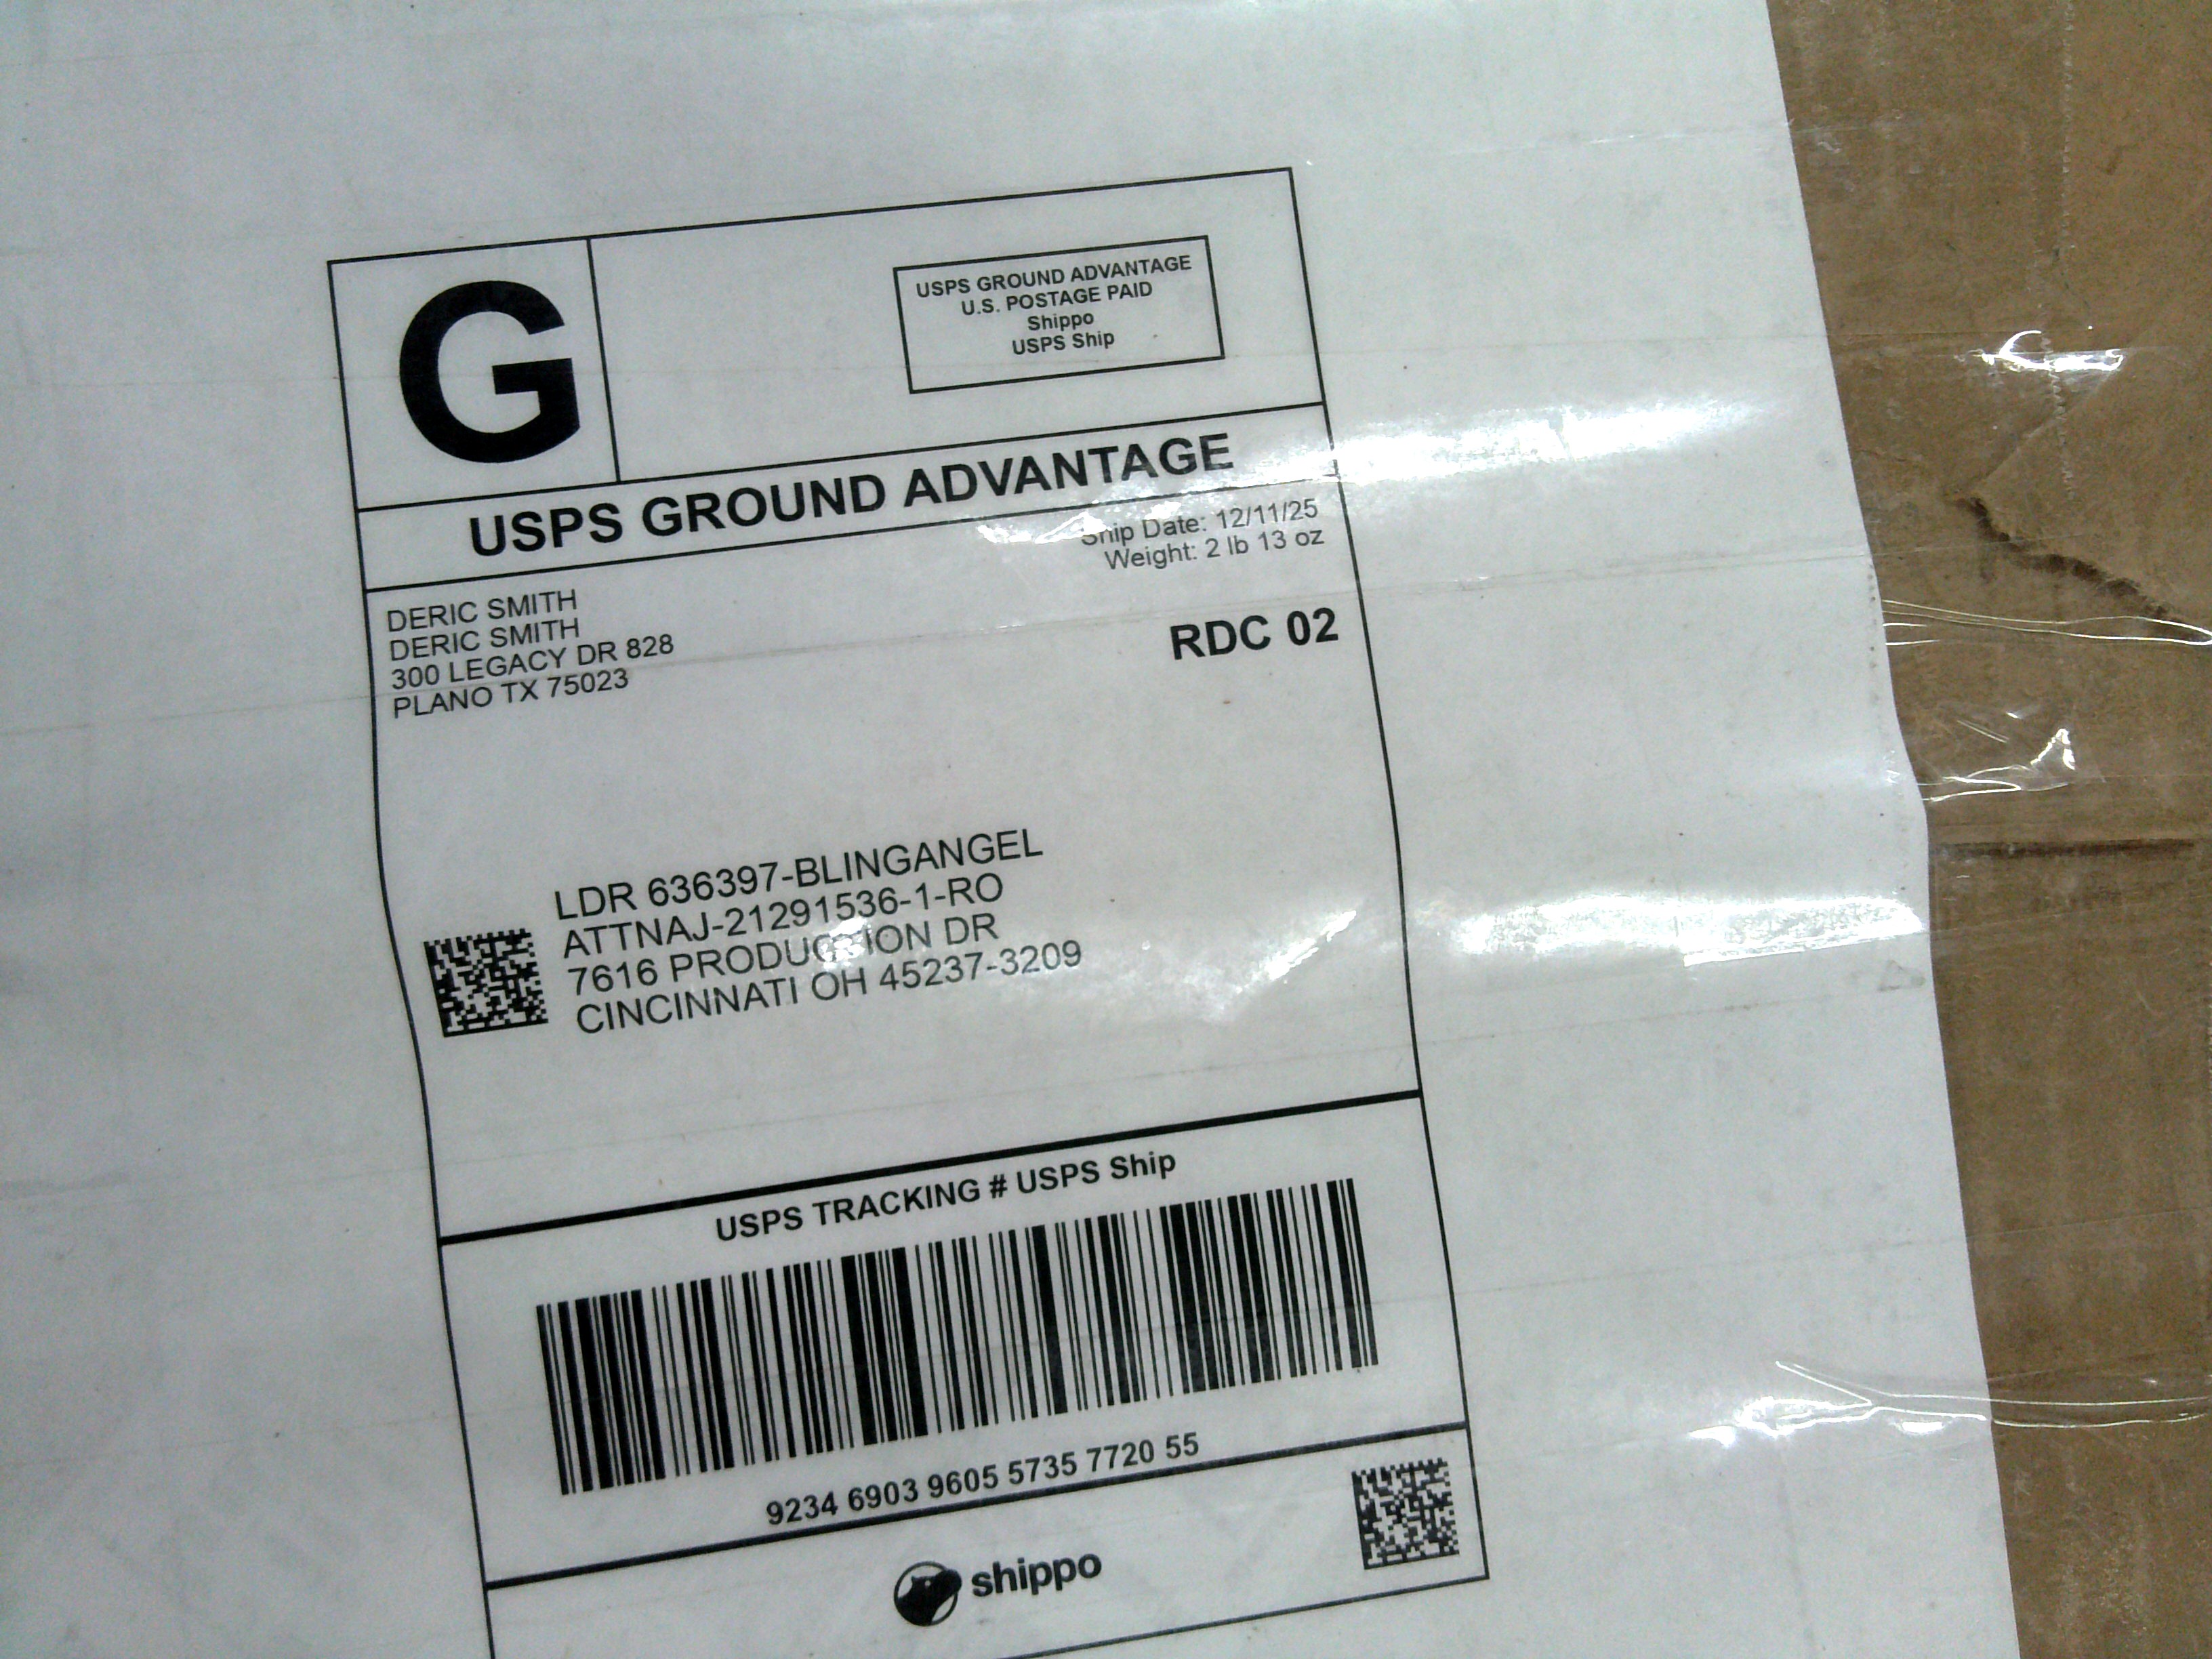 G
USPS GROUND ADVANTAGE
U.S. POSTAGE PAID
Shippo
USPS Ship
USPS GROUND ADVANTAGE
Ship Date: 12/11/25
Weight: 2 lb 13 oz
DERIC SMITH
DERIC SMITH
300 LEGACY DR 828
PLANO TX 75023
RDC 02
LDR 636397-BLINGANGEL
ATTNAJ-21291536-1-RO
7616 PRODUCTION DR
CINCINNATI OH 45237-3209
USPS TRACKING # USPS Ship
9234 6903 9605 5735 7720 55
shippo